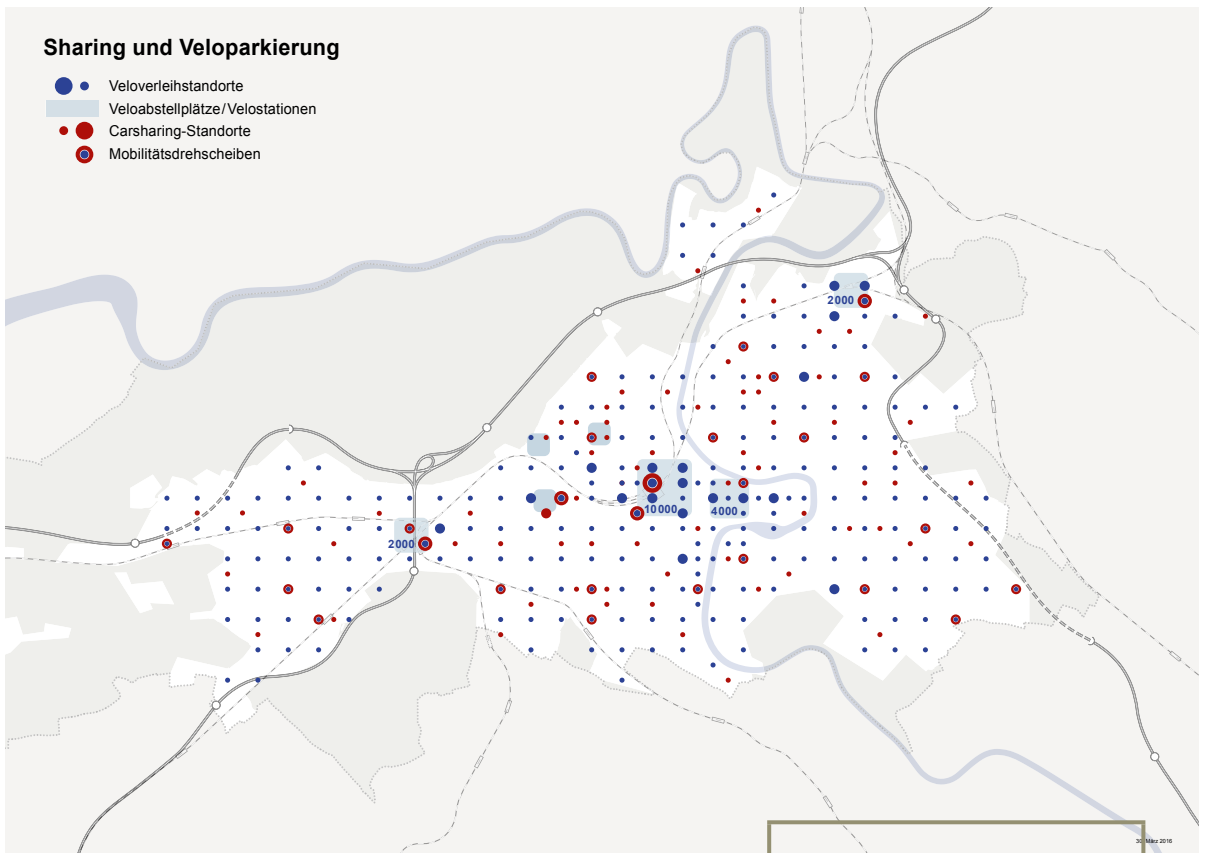 Sharing und Veloparkierung
Veloverleihstandorte
Veloabstellplätze/Velostationen
Carsharing-Standorte
Mobilitätsdrehscheiben
2000
10000
4000
2000
30. März 2016